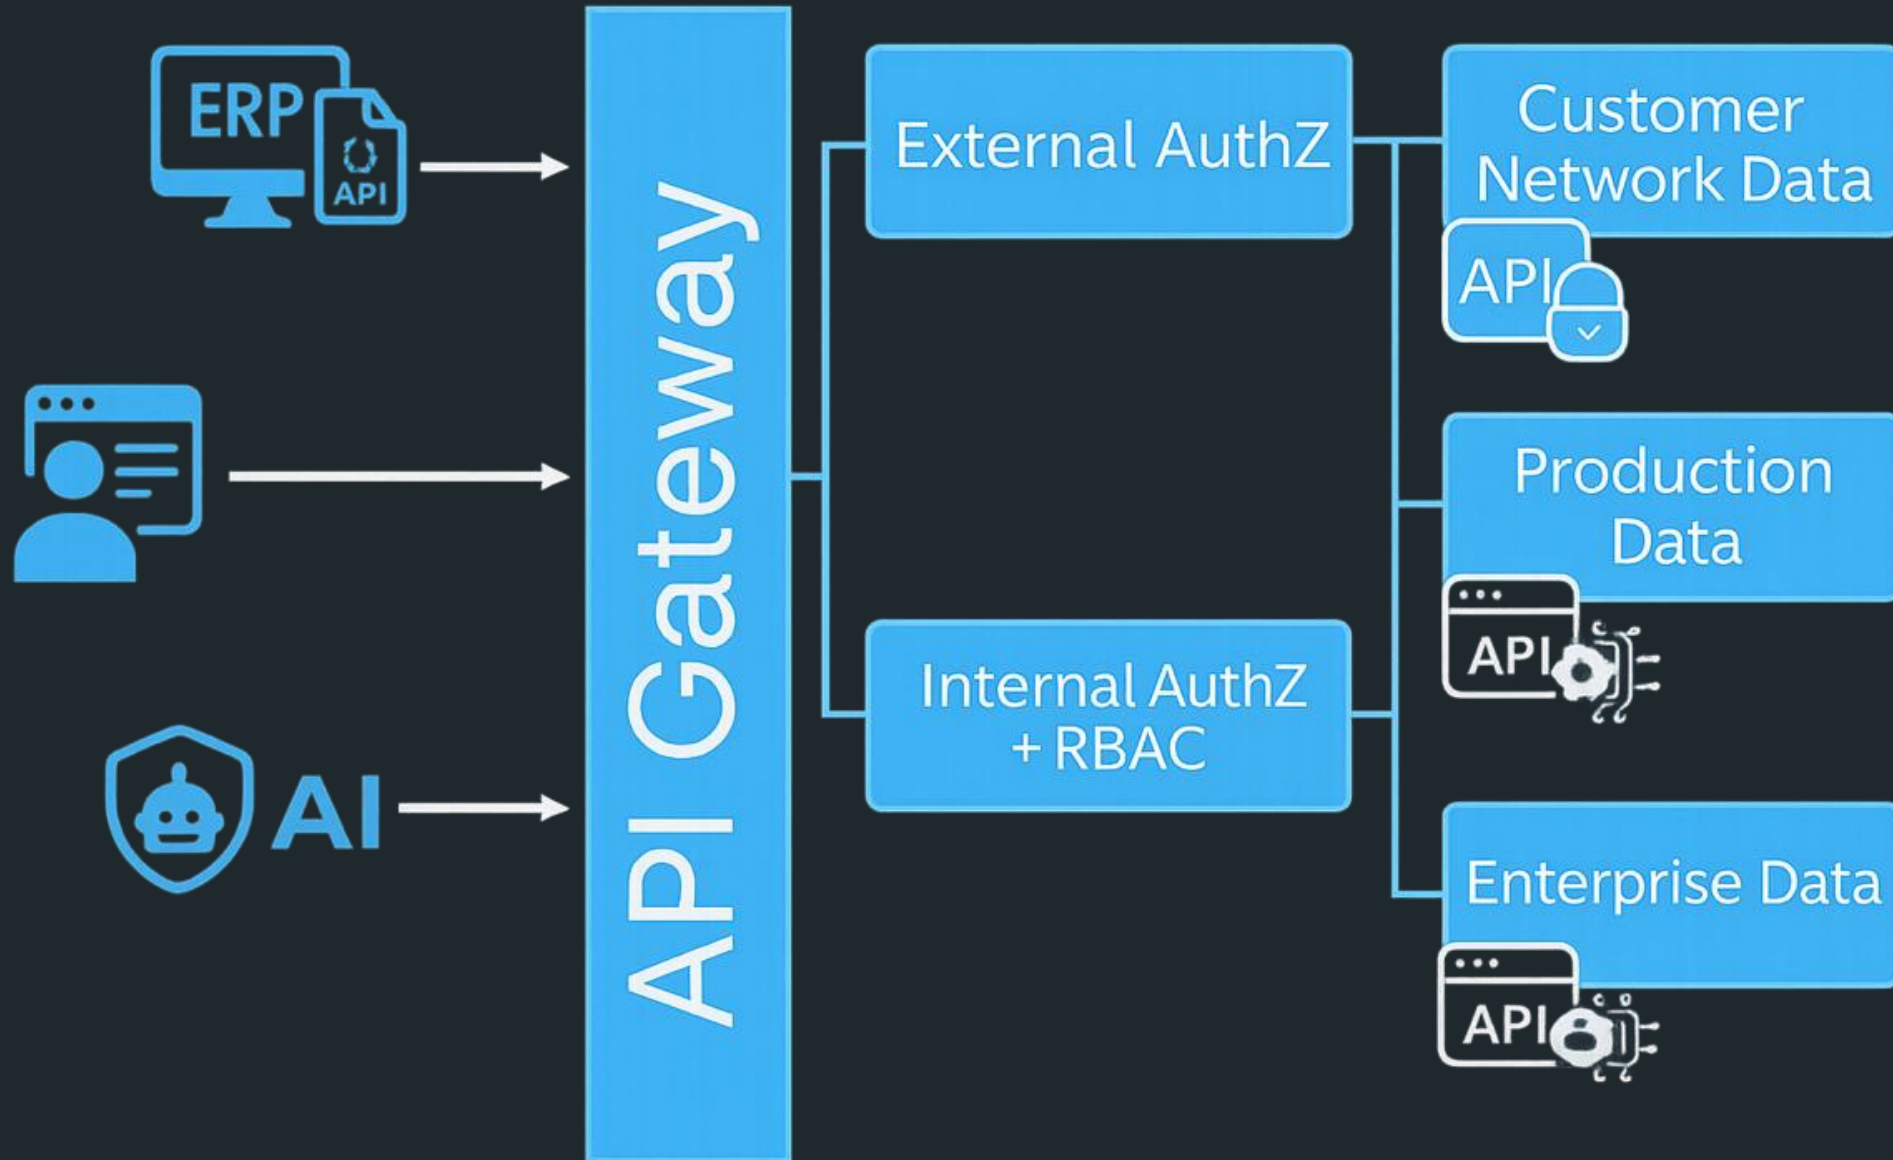 ERP
API
API Gateway
AI
External AuthZ
Internal AuthZ
+ RBAC
Customer
Network Data
API
Production
Data
API
Enterprise Data
API